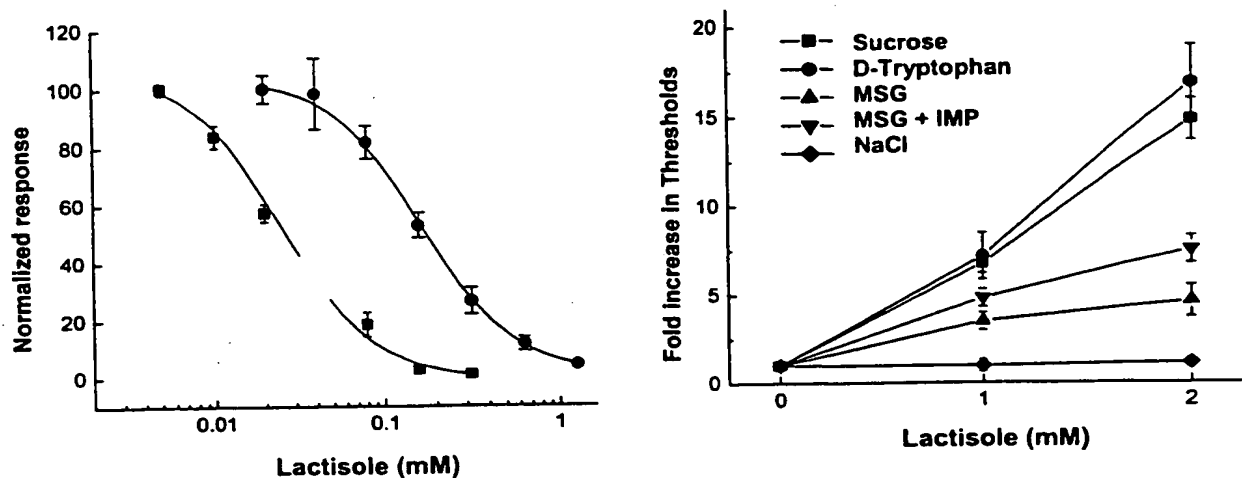 Normalized response
120
100
80
60
40
20
0
0.01
0.1
1
Lactisole (mM)
Fold increase in Thresholds
20
15
10
5
0
Sucrose
D-Tryptophan
MSG
MSG + IMP
NaCl
0
1
2
Lactisole (mM)